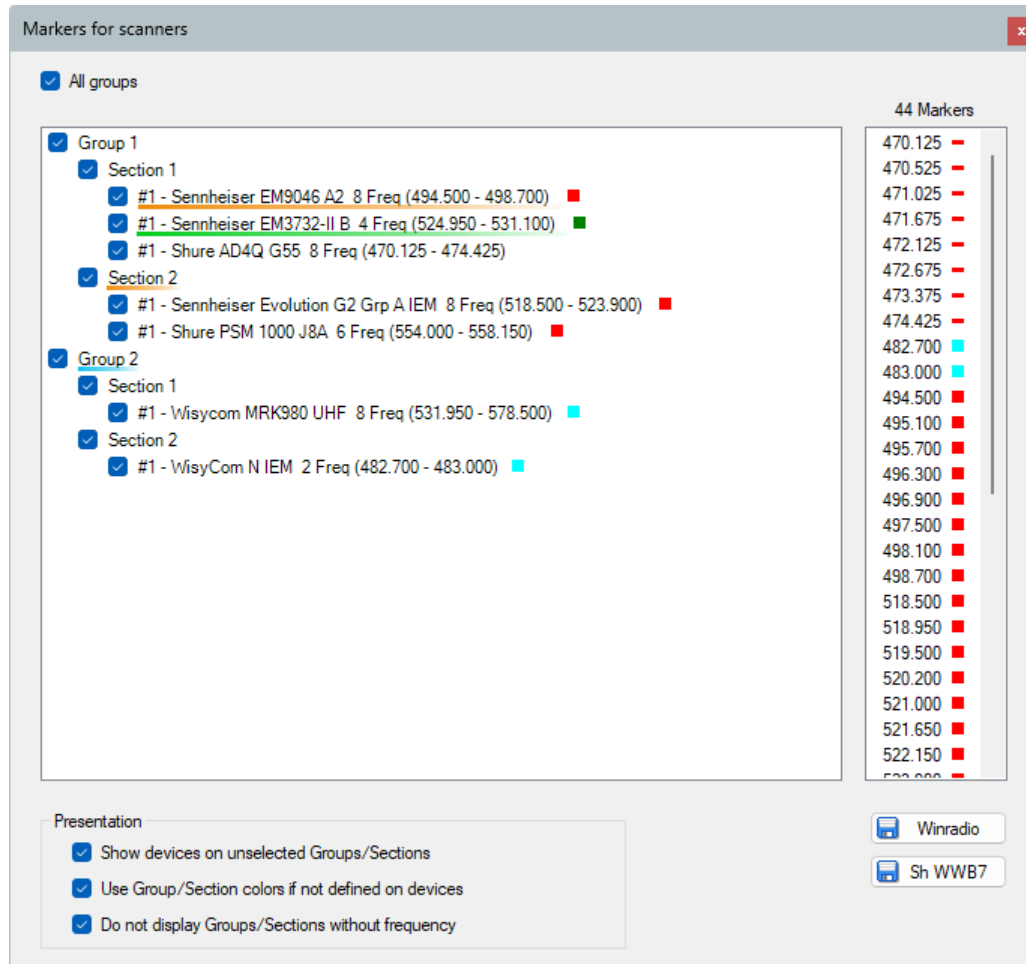 Markers for scanners
x
All groups
44 Markers
Group 1
Section 1
#1 - Sennheiser EM9046 A2 8 Freq (494.500 - 498.700)
#1 - Sennheiser EM3732-II B 4 Freq (524.950 - 531.100)
#1 - Shure AD4Q G55 8 Freq (470.125 - 474.425)
Section 2
#1 - Sennheiser Evolution G2 Grp A IEM 8 Freq (518.500 - 523.900)
#1 - Shure PSM 1000 J8A 6 Freq (554.000 - 558.150)
Group 2
Section 1
#1 - Wisycom MRK980 UHF 8 Freq (531.950 - 578.500)
Section 2
#1 - WisyCom N IEM 2 Freq (482.700 - 483.000)
470.125
470.525
471.025
471.675
472.125
472.675
473.375
474.425
482.700
483.000
494.500
495.100
495.700
496.300
496.900
497.500
498.100
498.700
518.500
518.950
519.500
520.200
521.000
521.650
522.150
Presentation
Show devices on unselected Groups/Sections
Use Group/Section colors if not defined on devices
Do not display Groups/Sections without frequency
Winradio
Sh WWB7